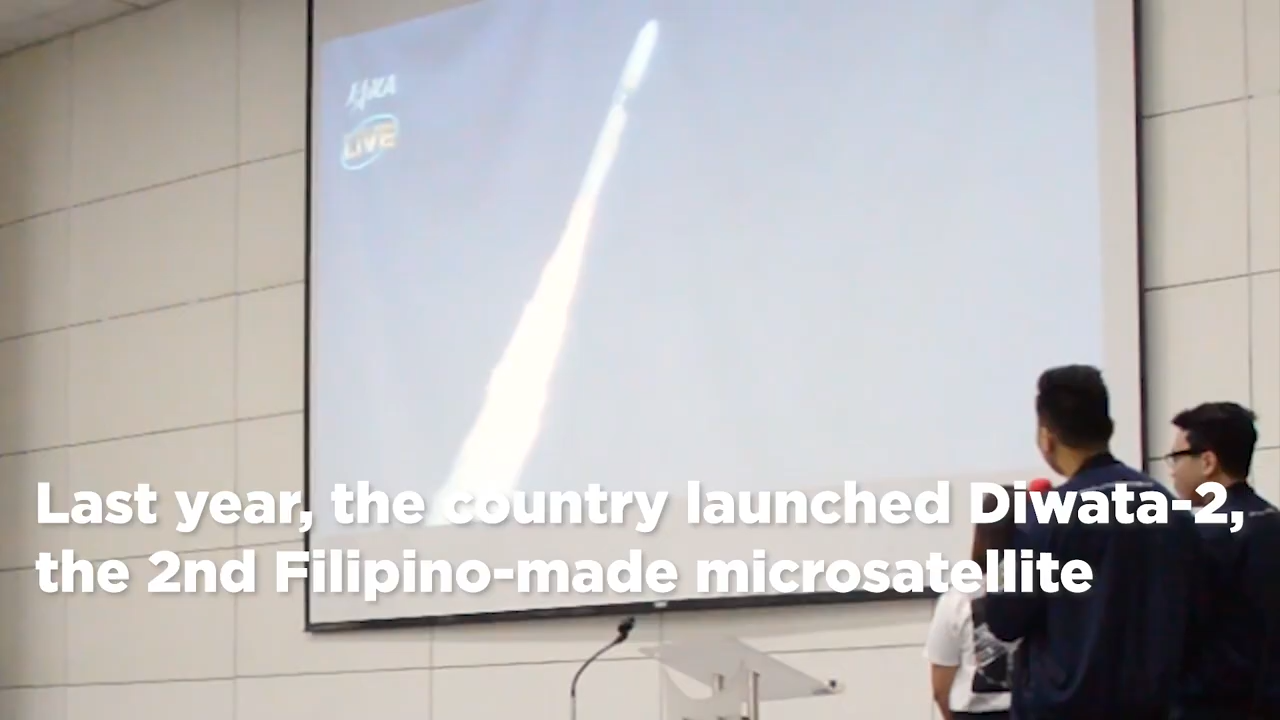 JAXA
LIVE
Last year, the country launched Diwata-2,
the 2nd Filipino-made microsatellite